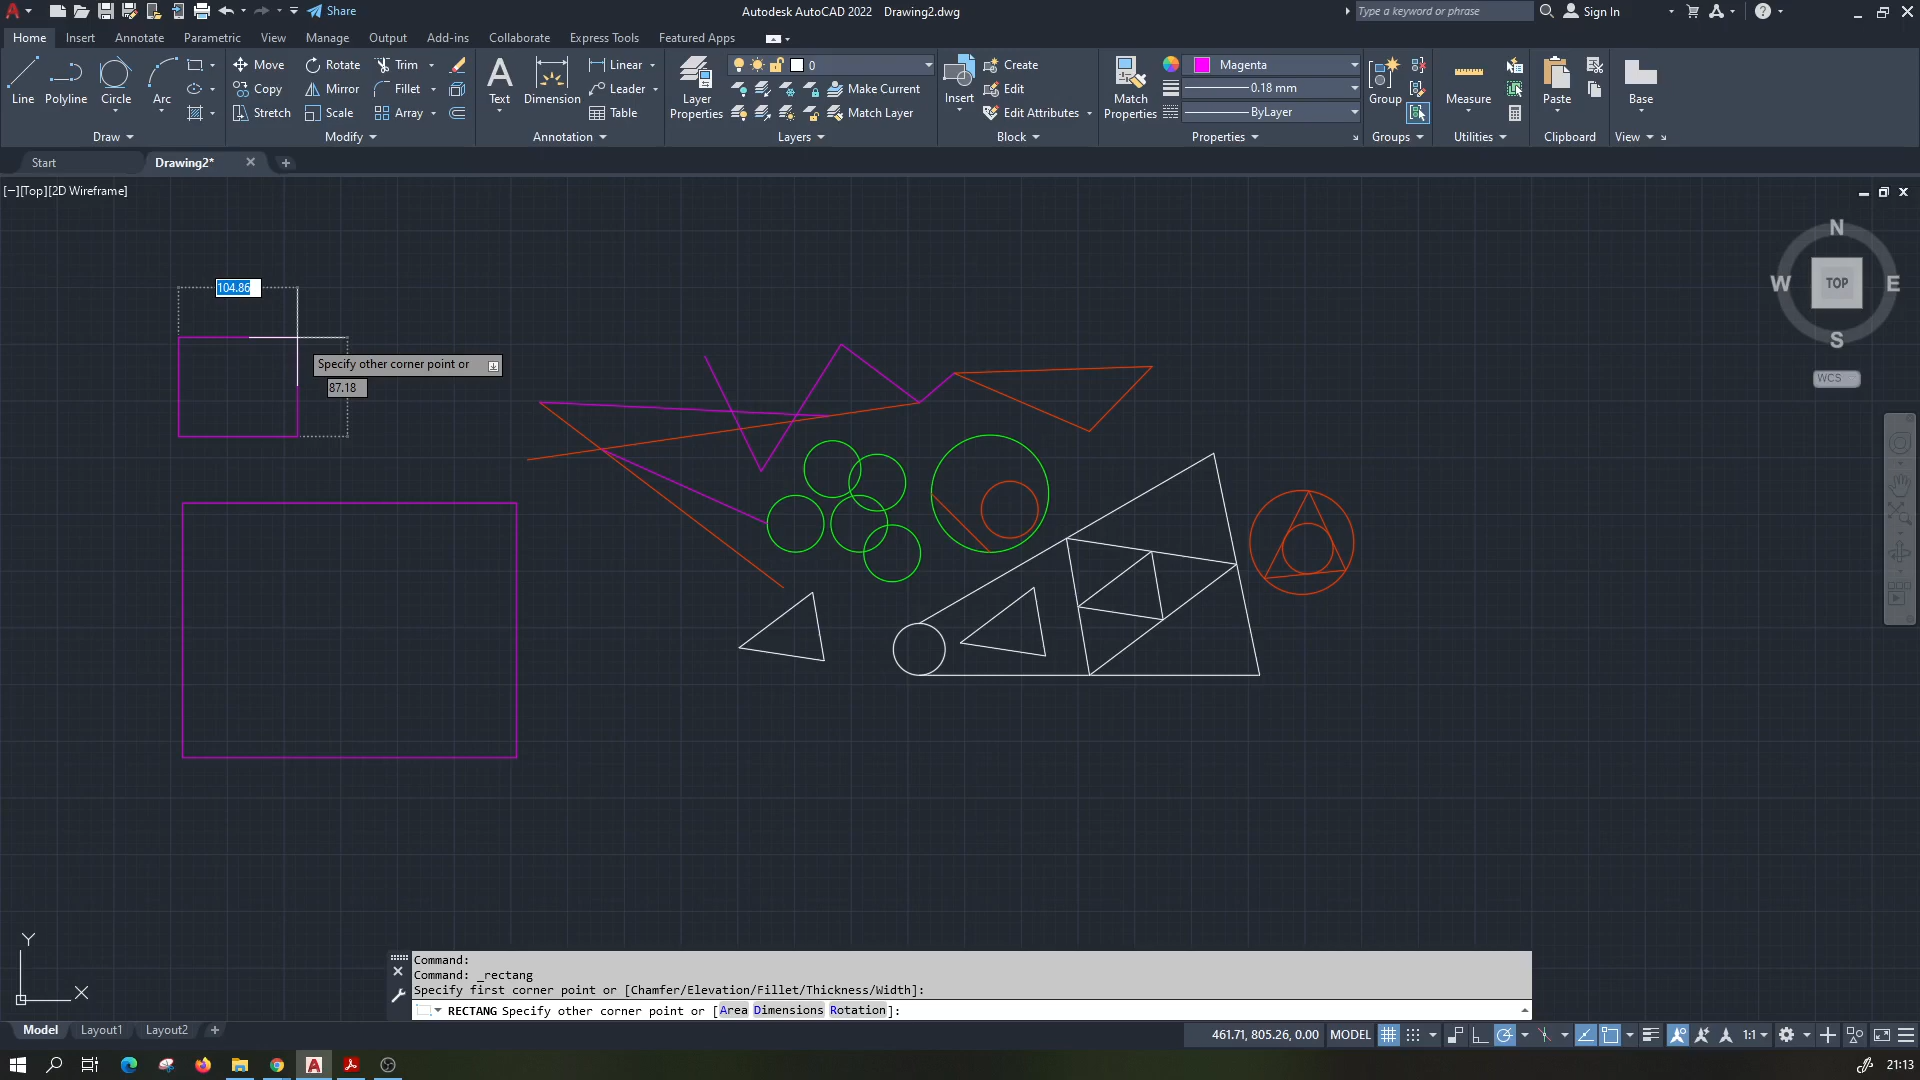 Share
Autodesk AutoCAD 2022 Drawing2.dwg
Type a keyword or phrase
Sign In
Home Insert Annotate Parametric View Manage Output Add-ins Collaborate Express Tools Featured Apps
Line
Polyline
Circle
Arc
Move Rotate Trim
Copy Mirror Fillet
Stretch Scale Array
Text
Dimension
Linear
Leader
Table
Layer
Properties
0
Make Current
Match Layer
Insert
Create
Edit
Edit Attributes
Match
Properties
Magenta
0.18 mm
ByLayer
Group
Measure
Paste
Base
Draw Modify Annotation Layers Block Properties Groups Utilities Clipboard View
Start Drawing2*
[−][Top][2D Wireframe]
N
W TOP E
S
WCS
104.86
Specify other corner point or
87.18
Y
X
Command:
Command: _rectang
Specify first corner point or [Chamfer/Elevation/Fillet/Thickness/Width]:
RECTANG Specify other corner point or [Area Dimensions Rotation]:
Model Layout1 Layout2
461.71, 805.26, 0.00 MODEL
1:1
21:13